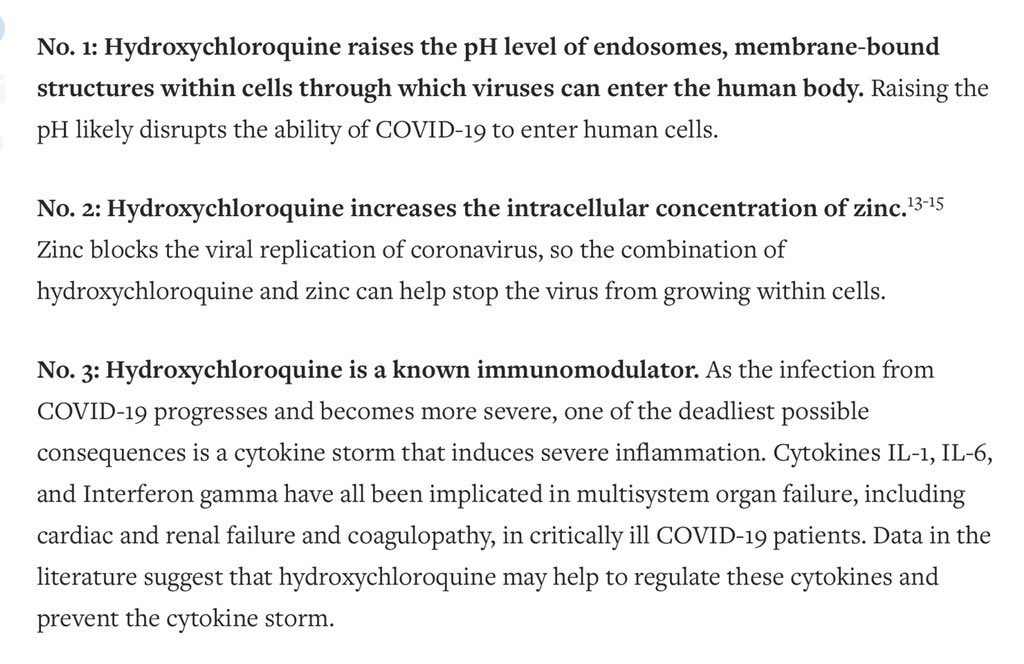 No. 1: Hydroxychloroquine raises the pH level of endosomes, membrane-bound
structures within cells through which viruses can enter the human body. Raising the
pH likely disrupts the ability of COVID-19 to enter human cells.
No. 2: Hydroxychloroquine increases the intracellular concentration of zinc.13-15
Zinc blocks the viral replication of coronavirus, so the combination of
hydroxychloroquine and zinc can help stop the virus from growing within cells.
No. 3: Hydroxychloroquine is a known immunomodulator. As the infection from
COVID-19 progresses and becomes more severe, one of the deadliest possible
consequences is a cytokine storm that induces severe inflammation. Cytokines IL-1, IL-6,
and Interferon gamma have all been implicated in multisystem organ failure, including
cardiac and renal failure and coagulopathy, in critically ill COVID-19 patients. Data in the
literature suggest that hydroxychloroquine may help to regulate these cytokines and
prevent the cytokine storm.